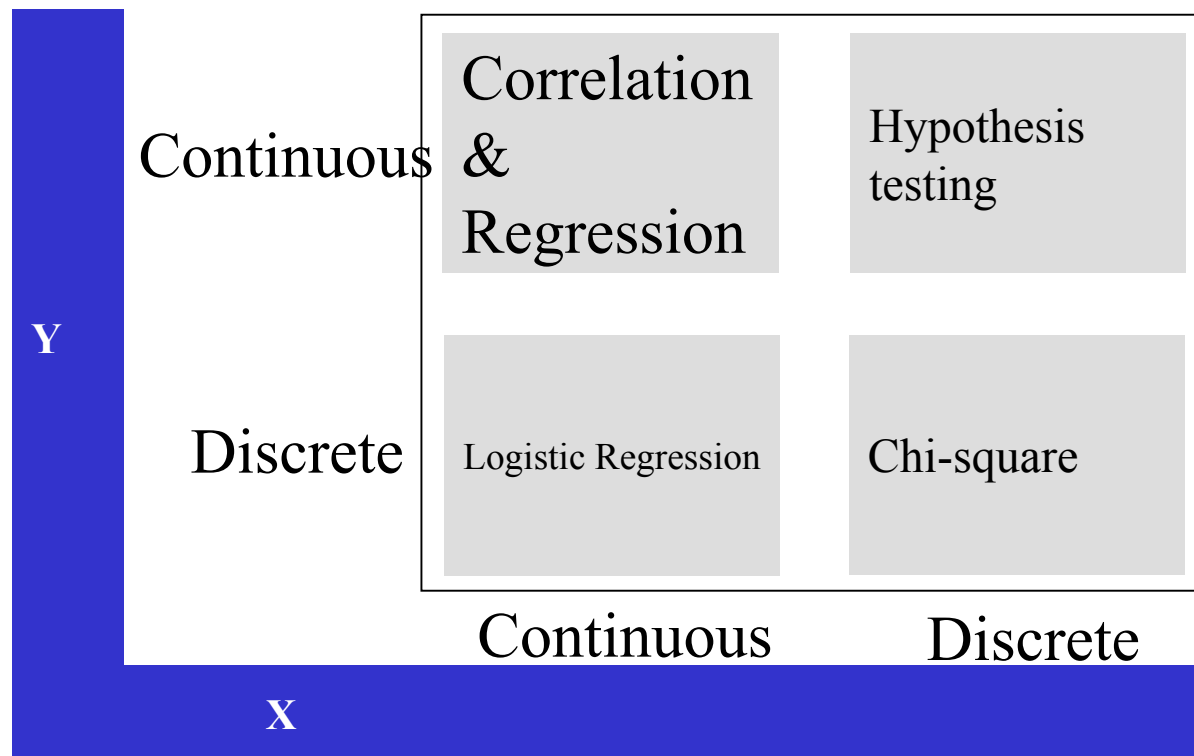 Correlation
Continuous &
Regression
Hypothesis
testing
Y
Discrete
Logistic Regression
Chi-square
Continuous
Discrete
X